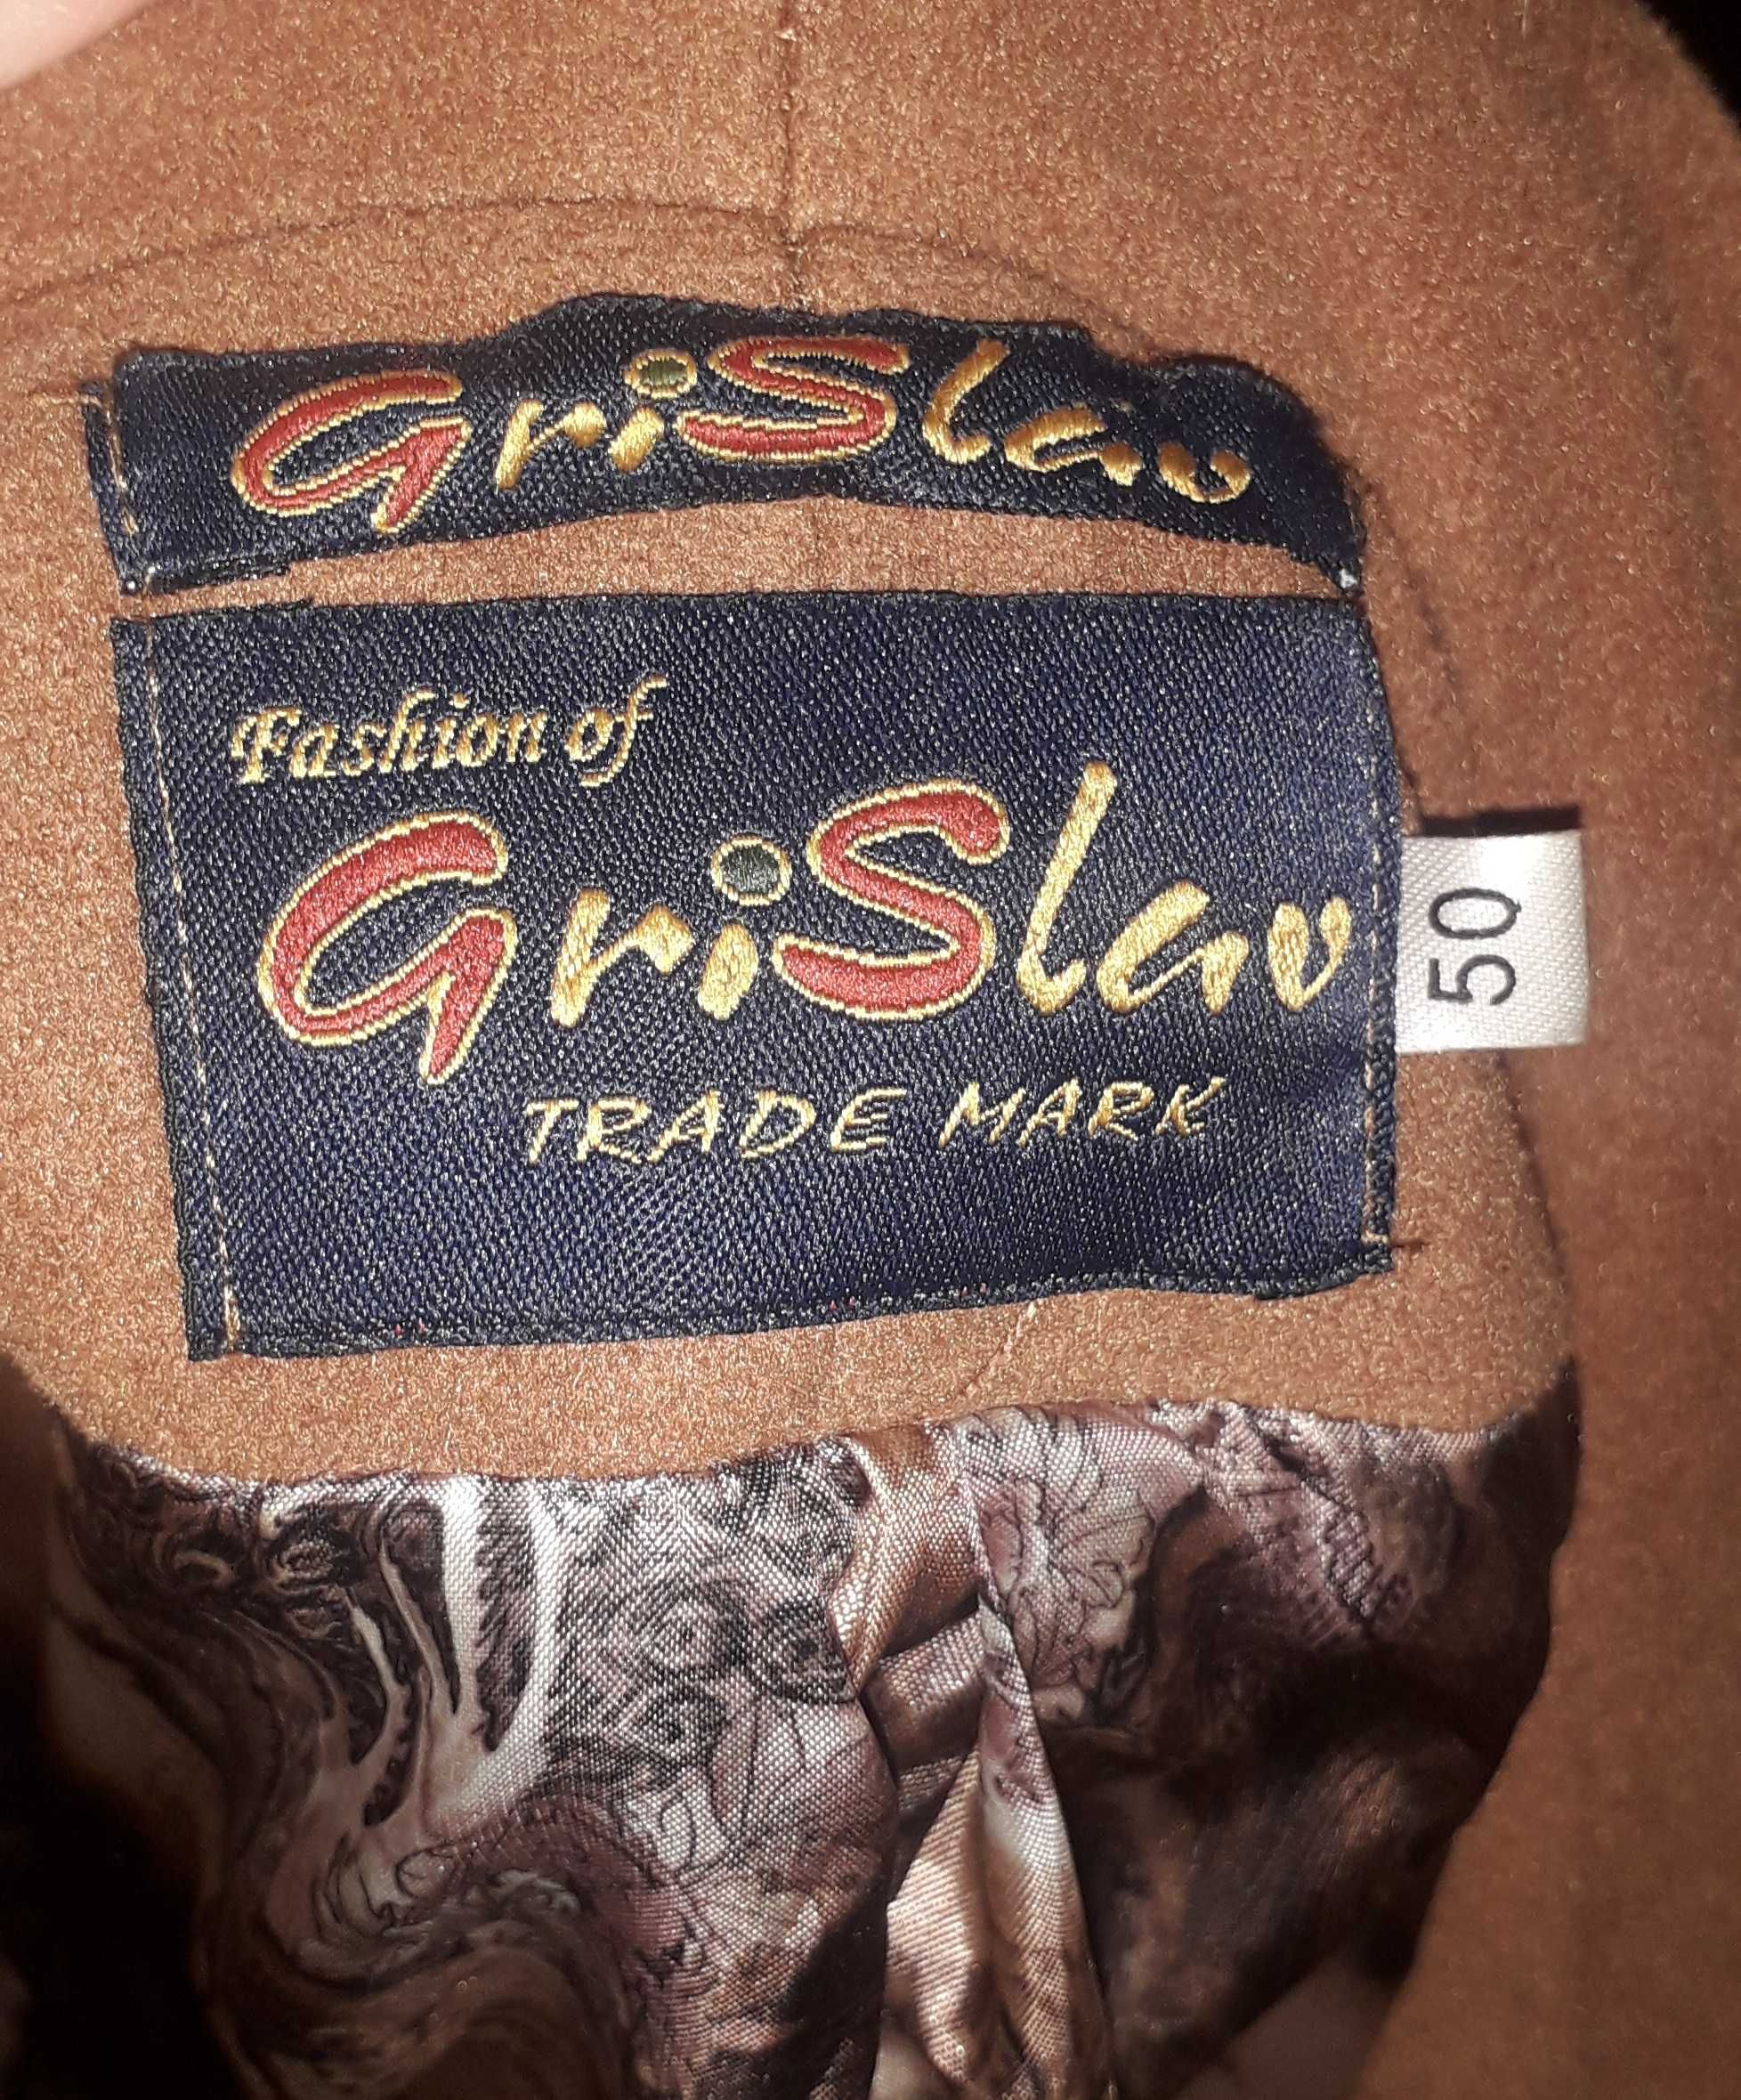 GriSlav
Fashion of
GriSlav
TRADE MARK
50